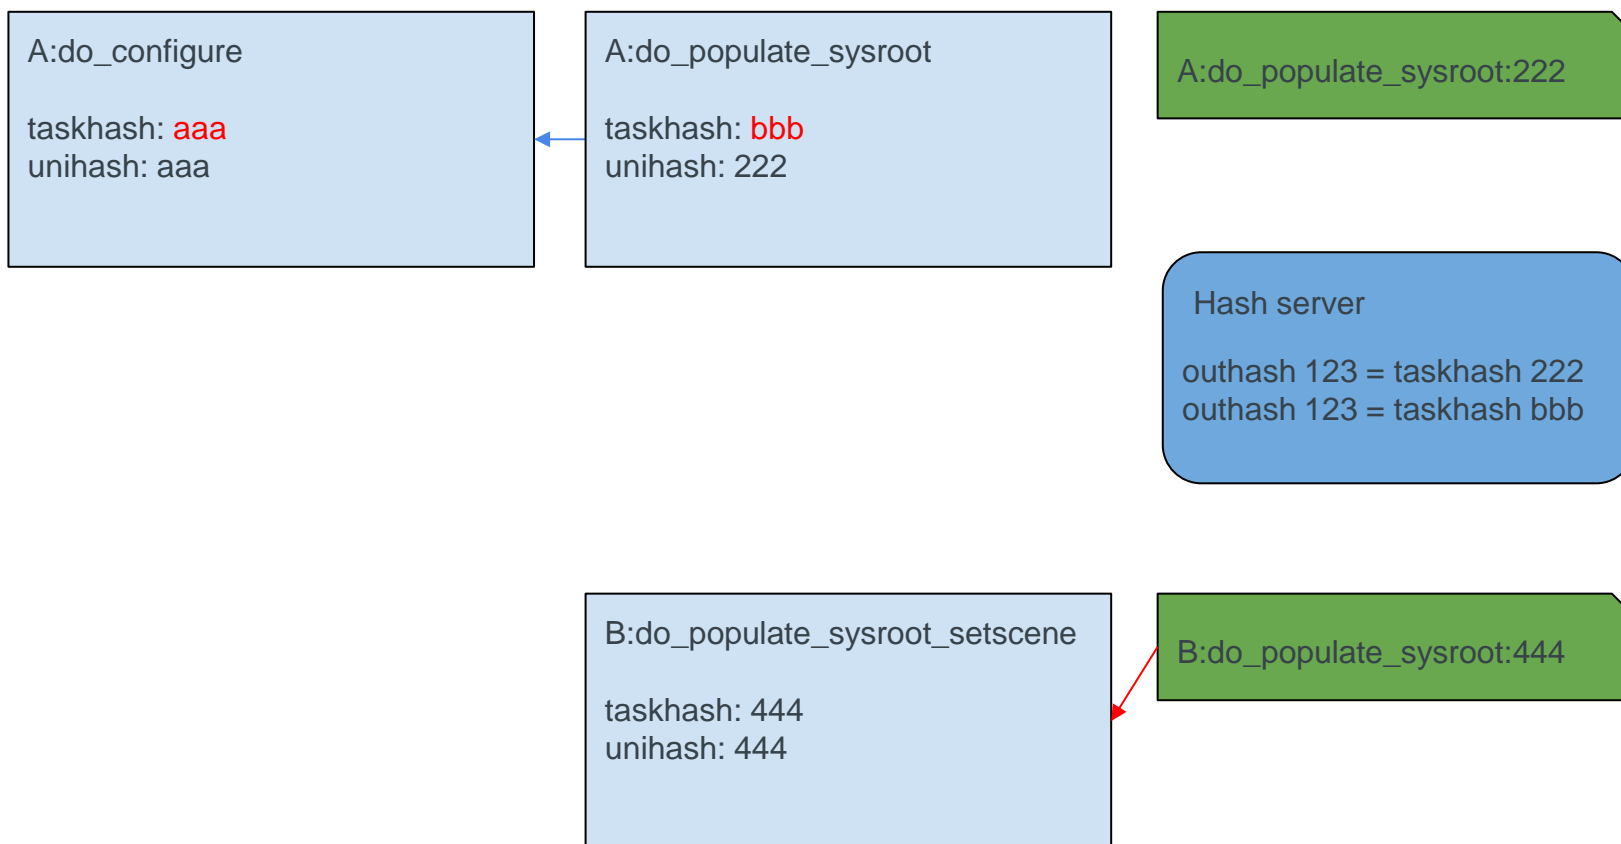 A:do_configure
taskhash: aaa
unihash: aaa
A:do_populate_sysroot
taskhash: bbb
unihash: 222
A:do_populate_sysroot:222
Hash server
outhash 123 = taskhash 222
outhash 123 = taskhash bbb
B:do_populate_sysroot_setscene
taskhash: 444
unihash: 444
B:do_populate_sysroot:444